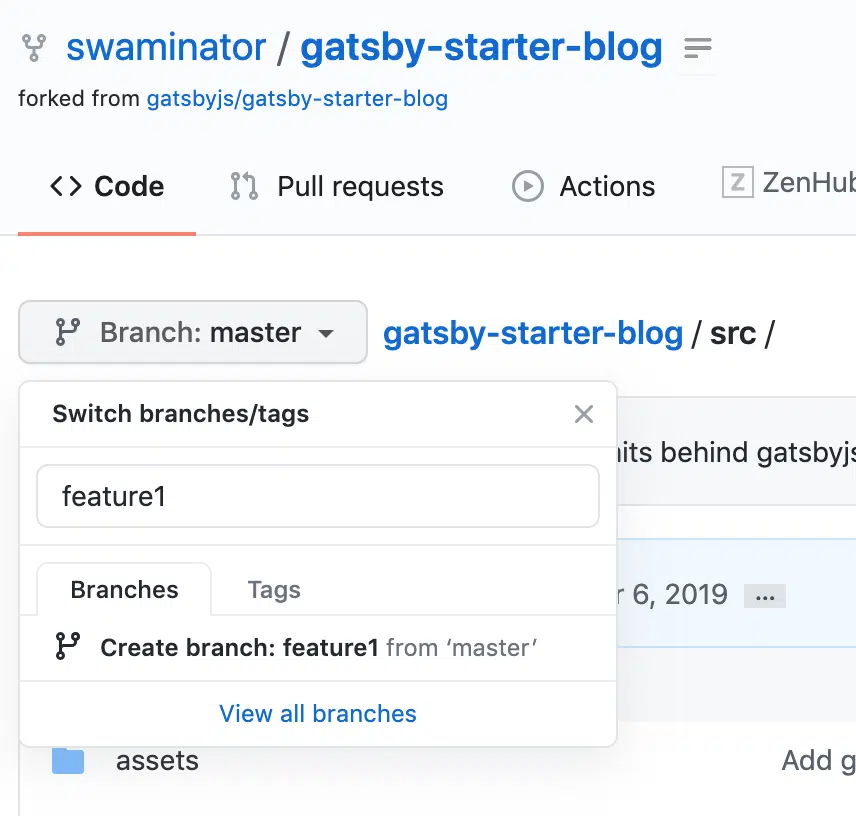 swaminator / gatsby-starter-blog
forked from gatsbyjs/gatsby-starter-blog
Code Pull requests Actions Z ZenHub
Branch: master gatsby-starter-blog / src /
Switch branches/tags
behind gatsbyjs
feature1
Branches Tags
6, 2019 ...
Create branch: feature1 from ‘master’
View all branches
assets Add